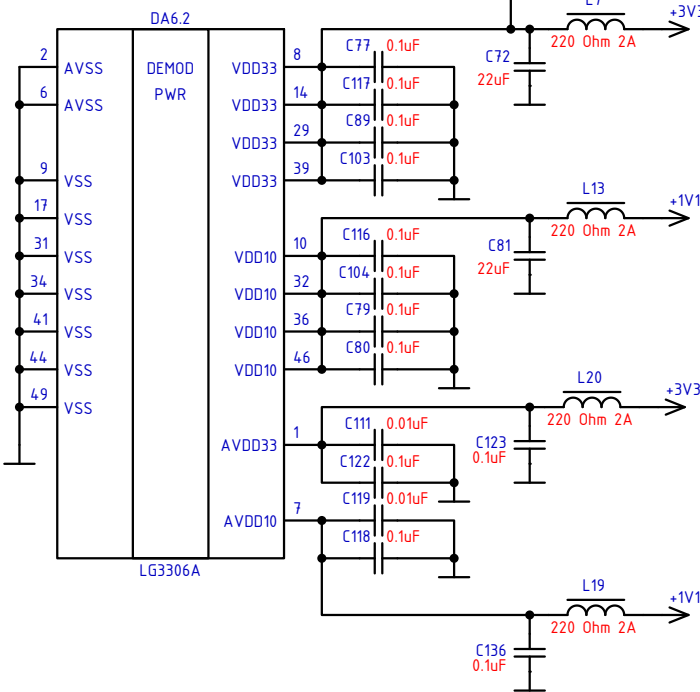 L7
+3V3
220 Ohm 2A
DA6.2
C77 0.1uF
C72
22uF
2 AVSS DEMOD VDD33 8
C117 0.1uF
6 AVSS PWR VDD33 14
C89 0.1uF
VDD33 29
C103 0.1uF
9 VSS VDD33 39
L13
+1V1
17 VSS
220 Ohm 2A
C116 0.1uF
C81
22uF
31 VSS VDD10 10
C104 0.1uF
34 VSS VDD10 32
C79 0.1uF
41 VSS VDD10 36
C80 0.1uF
44 VSS VDD10 46
L20
+3V3
49 VSS
220 Ohm 2A
C111 0.01uF
AVDD33 1
C123
0.1uF
C122 0.1uF
C119 0.01uF
AVDD10 7
C118 0.1uF
LG3306A
L19
+1V1
220 Ohm 2A
C136
0.1uF